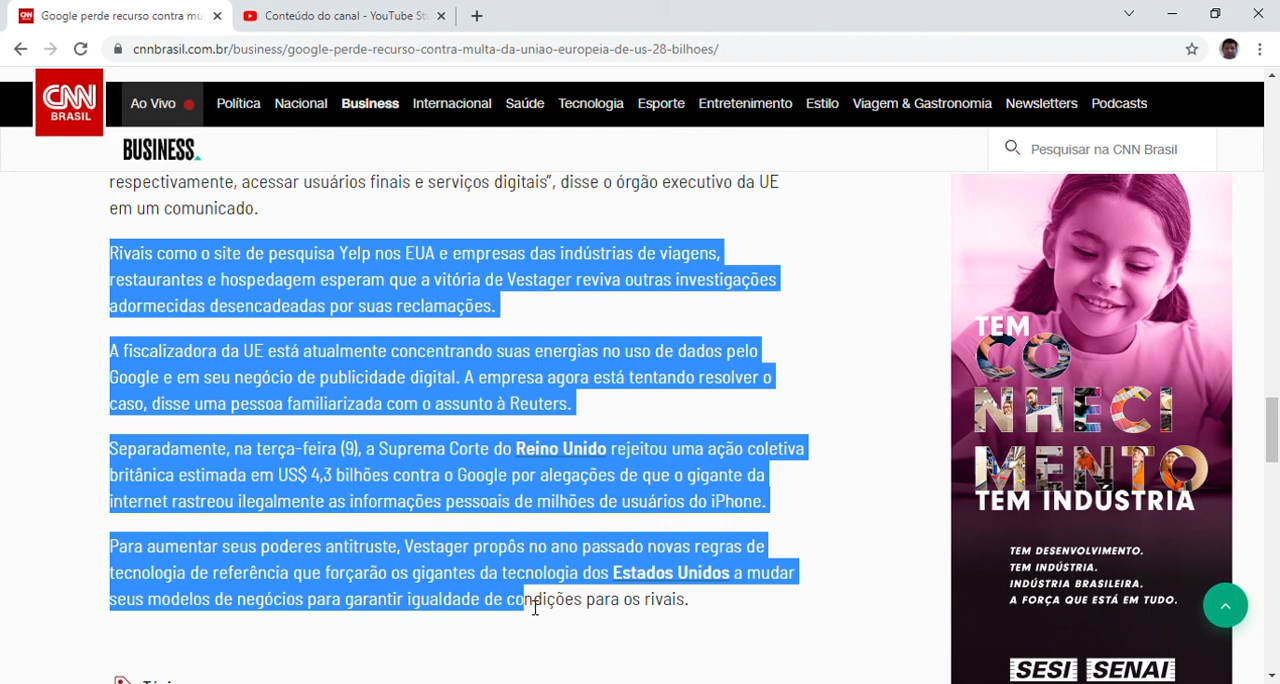 Google perde recurso contra mul
Conteúdo do canal - YouTube St
cnnbrasil.com.br/business/google-perde-recurso-contra-multa-da-uniao-europeia-de-us-28-bilhoes/
CNN BRASIL
Ao Vivo Política Nacional Business Internacional Saúde Tecnologia Esporte Entretenimento Estilo Viagem & Gastronomia Newsletters Podcasts
BUSINESS
Pesquisar na CNN Brasil
respectivamente, acessar usuários finais e serviços digitais”, disse o órgão executivo da UE
em um comunicado.
Rivais como o site de pesquisa Yelp nos EUA e empresas das indústrias de viagens,
restaurantes e hospedagem esperam que a vitória de Vestager reviva outras investigações
adormecidas desencadeadas por suas reclamações.
A fiscalizadora da UE está atualmente concentrando suas energias no uso de dados pelo
Google e em seu negócio de publicidade digital. A empresa agora está tentando resolver o
caso, disse uma pessoa familiarizada com o assunto à Reuters.
Separadamente, na terça-feira (9), a Suprema Corte do Reino Unido rejeitou uma ação coletiva
britânica estimada em US$ 4,3 bilhões contra o Google por alegações de que o gigante da
internet rastreou ilegalmente as informações pessoais de milhões de usuários do iPhone.
Para aumentar seus poderes antitruste, Vestager propôs no ano passado novas regras de
tecnologia de referência que forçarão os gigantes da tecnologia dos Estados Unidos a mudar
seus modelos de negócios para garantir igualdade de condições para os rivais.
TEM
CO
NHECI
MENTO
TEM INDÚSTRIA
TEM DESENVOLVIMENTO.
TEM INDÚSTRIA.
INDÚSTRIA BRASILEIRA.
A FORÇA QUE ESTÁ EM TUDO.
SESI SENAI